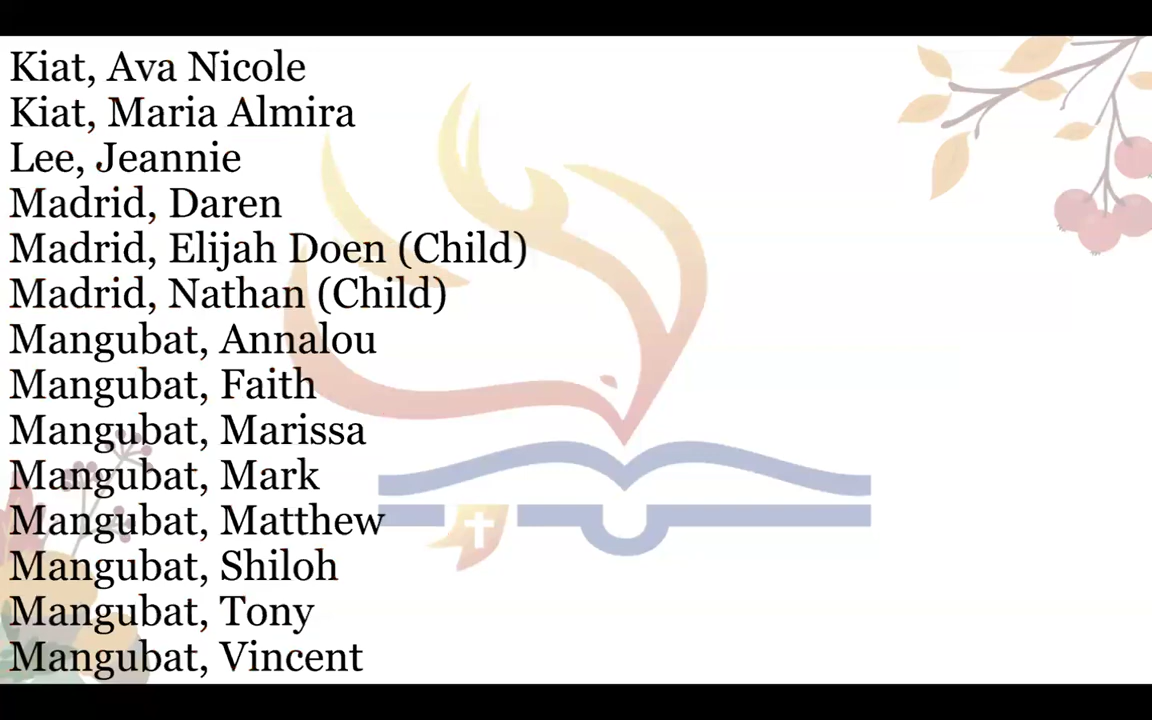 Kiat, Ava Nicole
Kiat, Maria Almira
Lee, Jeannie
Madrid, Daren
Madrid, Elijah Doen (Child)
Madrid, Nathan (Child)
Mangubat, Annalou
Mangubat, Faith
Mangubat, Marissa
Mangubat, Mark
Mangubat, Matthew
Mangubat, Shiloh
Mangubat, Tony
Mangubat, Vincent